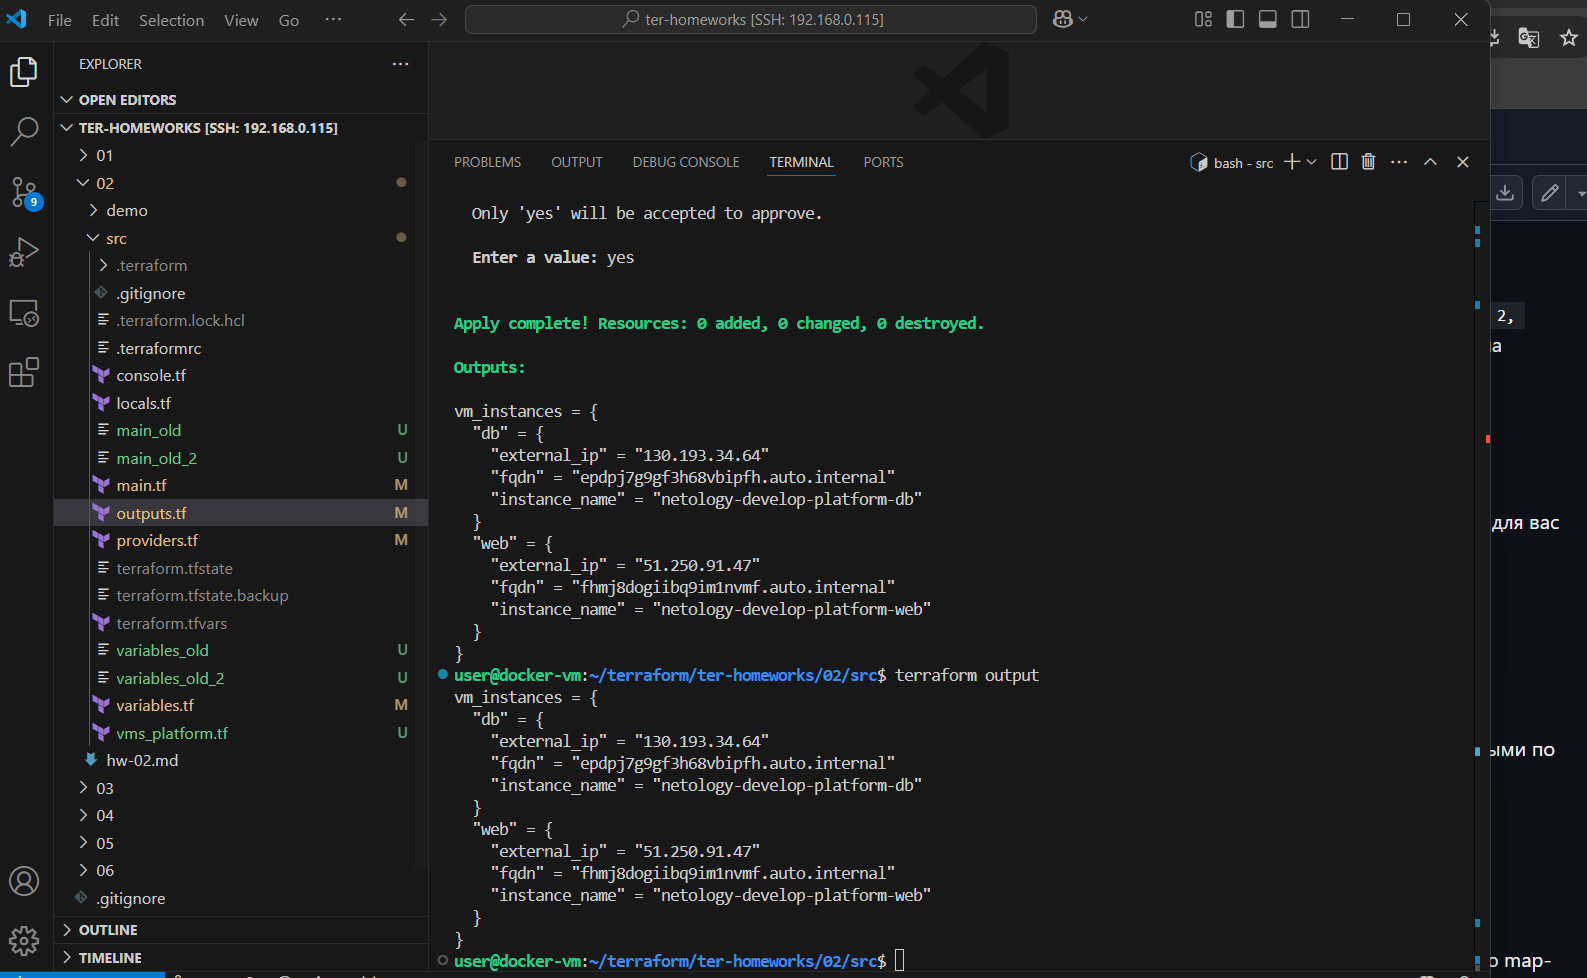 File Edit Selection View Go ··· ter-homeworks [SSH: 192.168.0.115]
EXPLORER
OPEN EDITORS
TER-HOMEWORKS [SSH: 192.168.0.115]
01
02
demo
src
.terraform
.gitignore
.terraform.lock.hcl
.terraformrc
console.tf
locals.tf
main_old U
main_old_2 U
main.tf M
outputs.tf M
providers.tf M
terraform.tfstate
terraform.tfstate.backup
terraform.tfvars
variables_old U
variables_old_2 U
variables.tf M
vms_platform.tf U
hw-02.md
03
04
05
06
.gitignore
OUTLINE
TIMELINE
9
PROBLEMS OUTPUT DEBUG CONSOLE TERMINAL PORTS bash - src
Only 'yes' will be accepted to approve.
Enter a value: yes
Apply complete! Resources: 0 added, 0 changed, 0 destroyed.
Outputs:
vm_instances = {
"db" = {
"external_ip" = "130.193.34.64"
"fqdn" = "epdpj7g9gf3h68vbipfh.auto.internal"
"instance_name" = "netology-develop-platform-db"
}
"web" = {
"external_ip" = "51.250.91.47"
"fqdn" = "fhmj8dogiibq9im1nvmf.auto.internal"
"instance_name" = "netology-develop-platform-web"
}
}
user@docker-vm:~/terraform/ter-homeworks/02/src$ terraform output
vm_instances = {
"db" = {
"external_ip" = "130.193.34.64"
"fqdn" = "epdpj7g9gf3h68vbipfh.auto.internal"
"instance_name" = "netology-develop-platform-db"
}
"web" = {
"external_ip" = "51.250.91.47"
"fqdn" = "fhmj8dogiibq9im1nvmf.auto.internal"
"instance_name" = "netology-develop-platform-web"
}
}
user@docker-vm:~/terraform/ter-homeworks/02/src$
2,
для вас
ыми по
map-